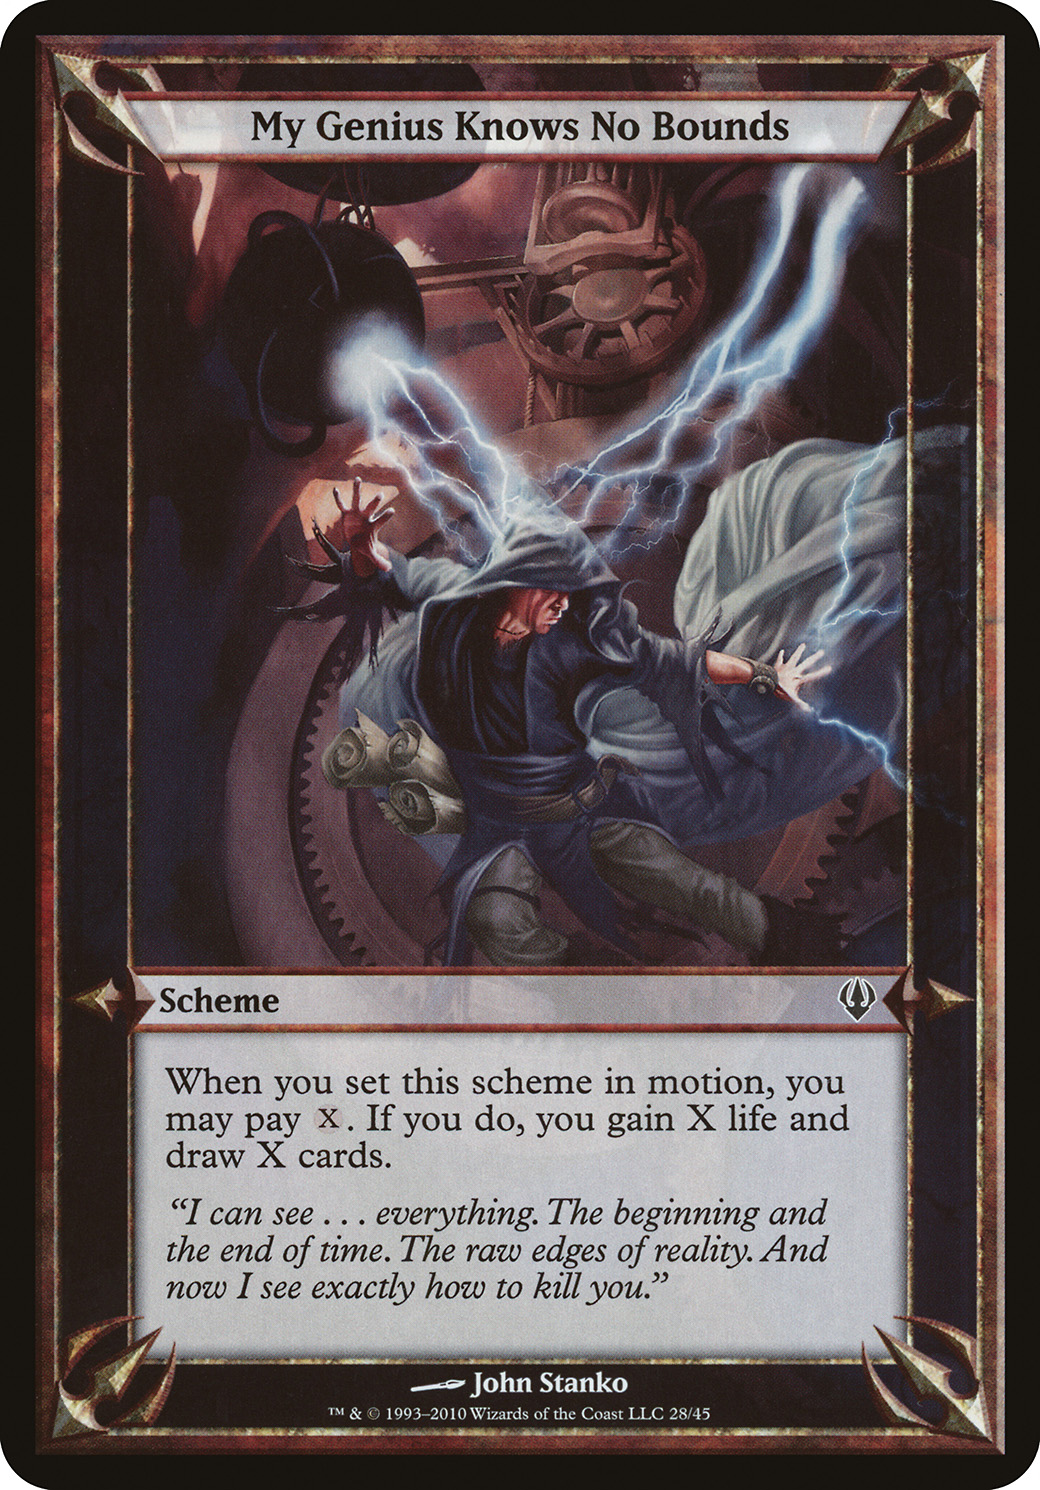 My Genius Knows No Bounds
Scheme
When you set this scheme in motion, you
may pay X. If you do, you gain X life and
draw X cards.
“I can see . . . everything. The beginning and
the end of time. The raw edges of reality. And
now I see exactly how to kill you.”
John Stanko
™ & © 1993–2010 Wizards of the Coast LLC 28/45